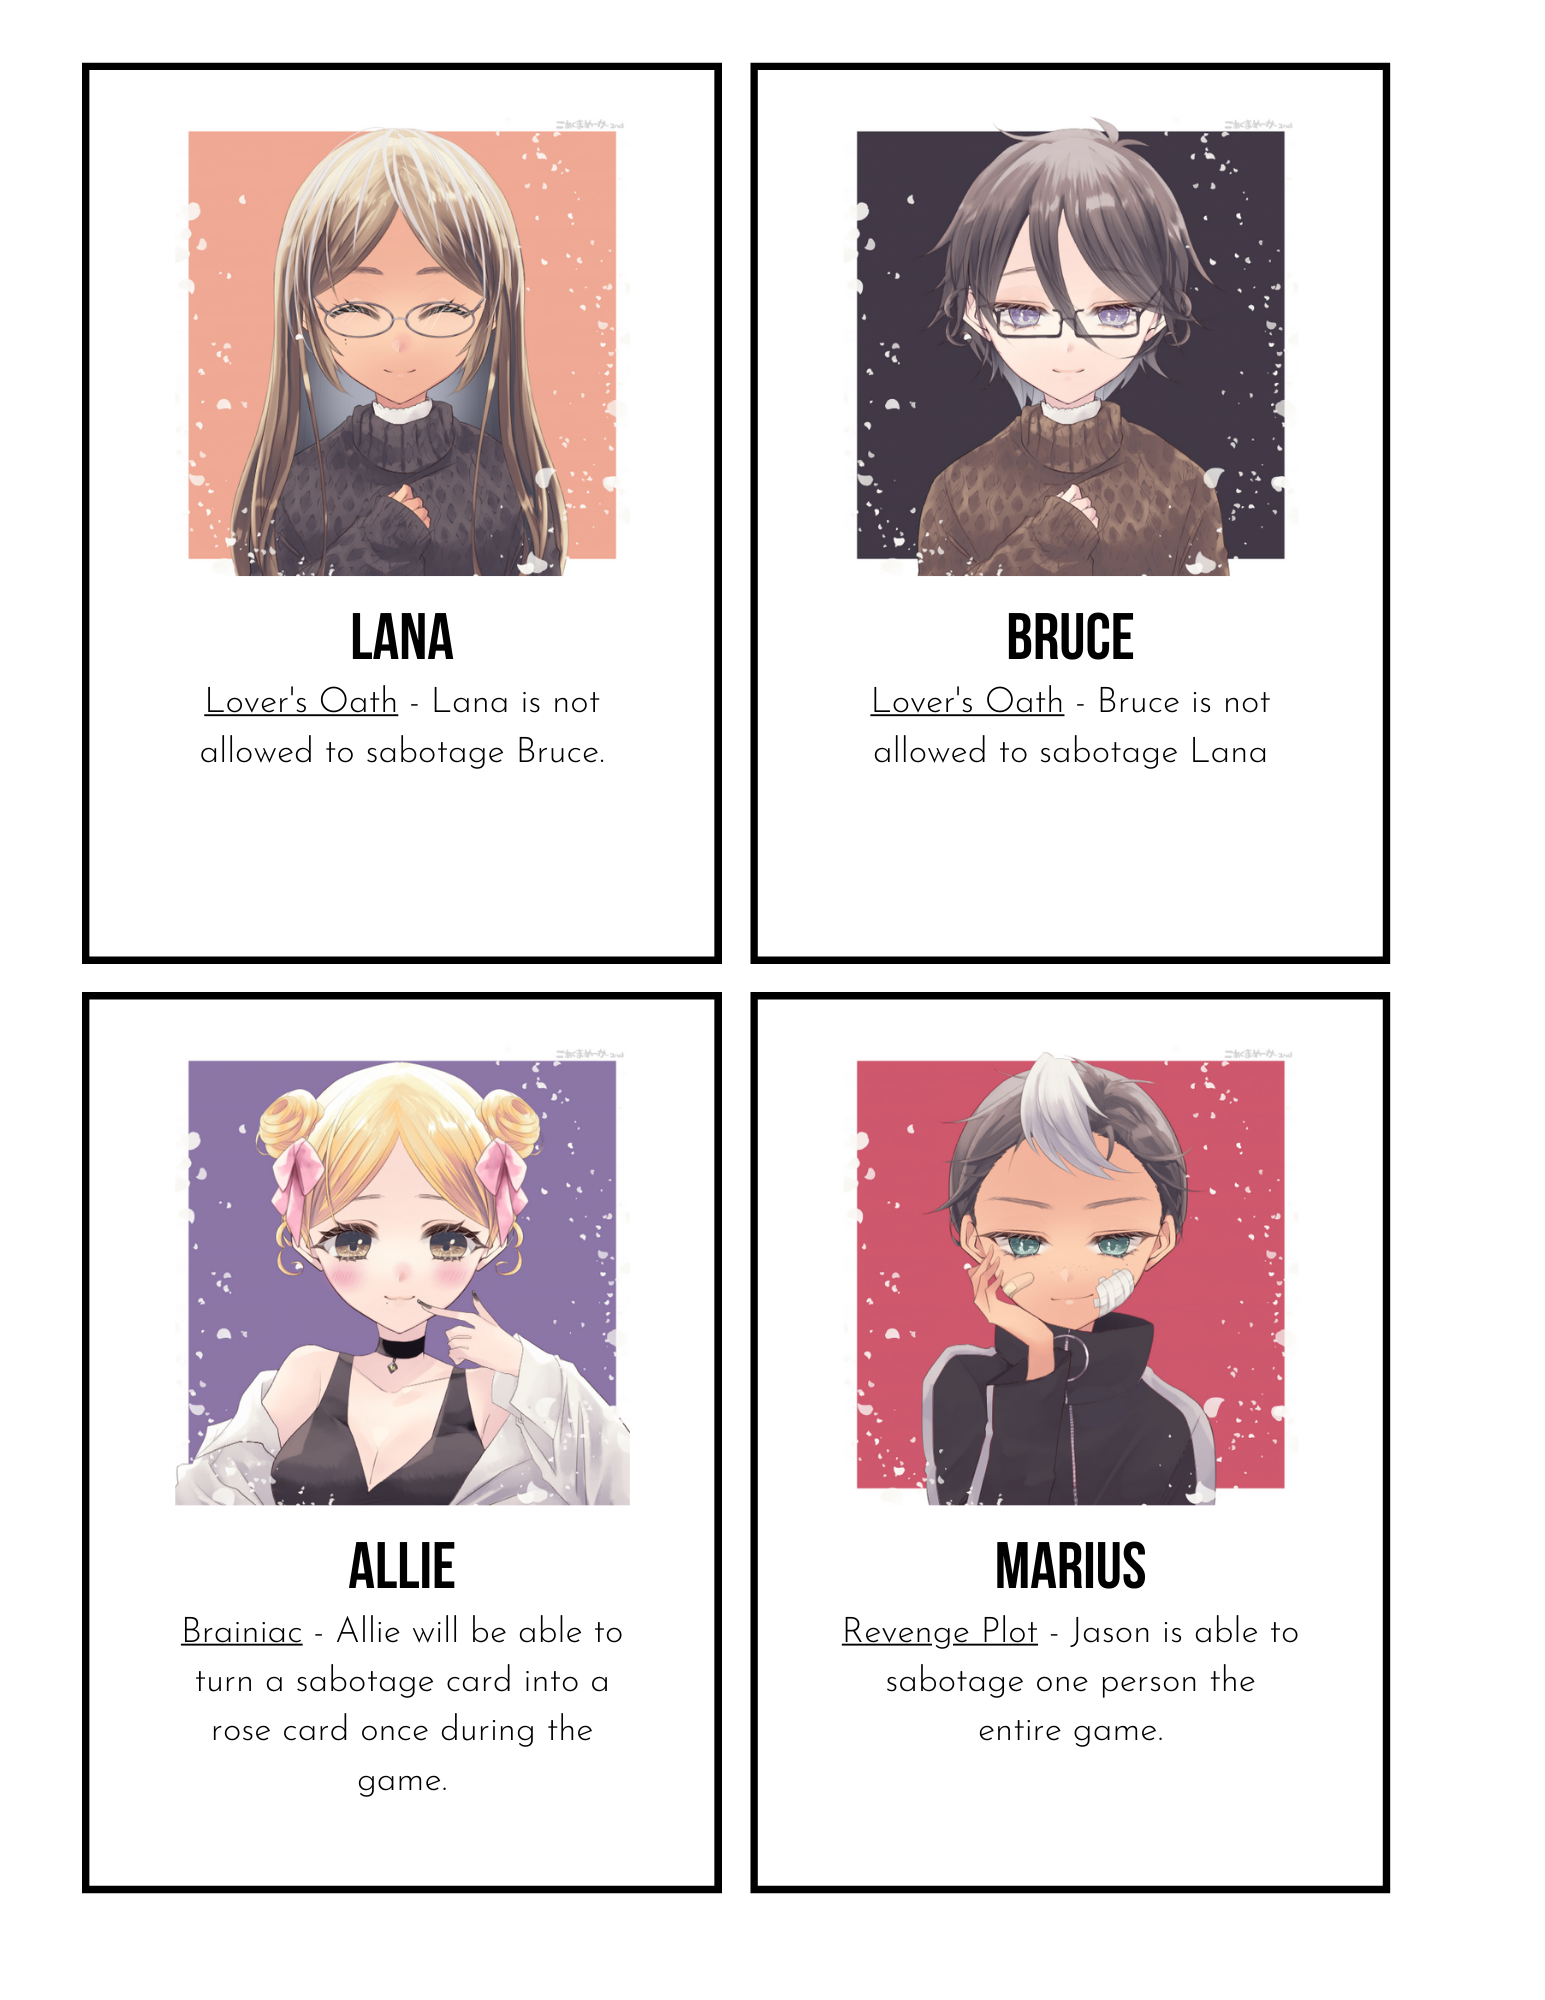 LANA
Lover's Oath - Lana is not
allowed to sabotage Bruce.
BRUCE
Lover's Oath - Bruce is not
allowed to sabotage Lana
ALLIE
Brainiac - Allie will be able to
turn a sabotage card into a
rose card once during the
game.
MARIUS
Revenge Plot - Jason is able to
sabotage one person the
entire game.